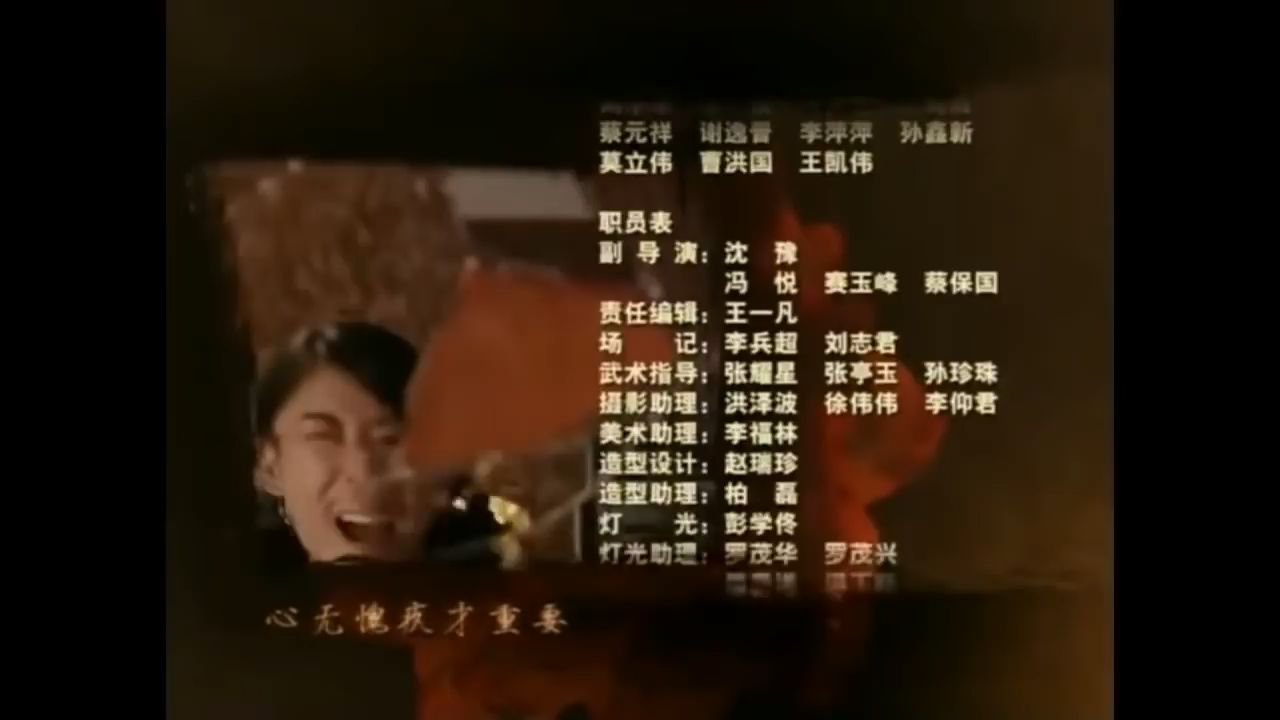 蔡元祥 谢逸睿 李萍萍 孙鑫新
莫立伟 曹洪国 王凯伟
职员表
副导演：沈 豫
冯 悦 赛玉峰 蔡保国
责任编辑：王一凡
场 记：李兵超 刘志君
武术指导：张耀星 张亭玉 孙珍珠
摄影助理：洪泽波 徐伟伟 李仰君
美术助理：李福林
造型设计：赵瑞珍
造型助理：柏 磊
灯 光：彭学佟
灯光助理：罗茂华 罗茂兴
心无愧疚才重要